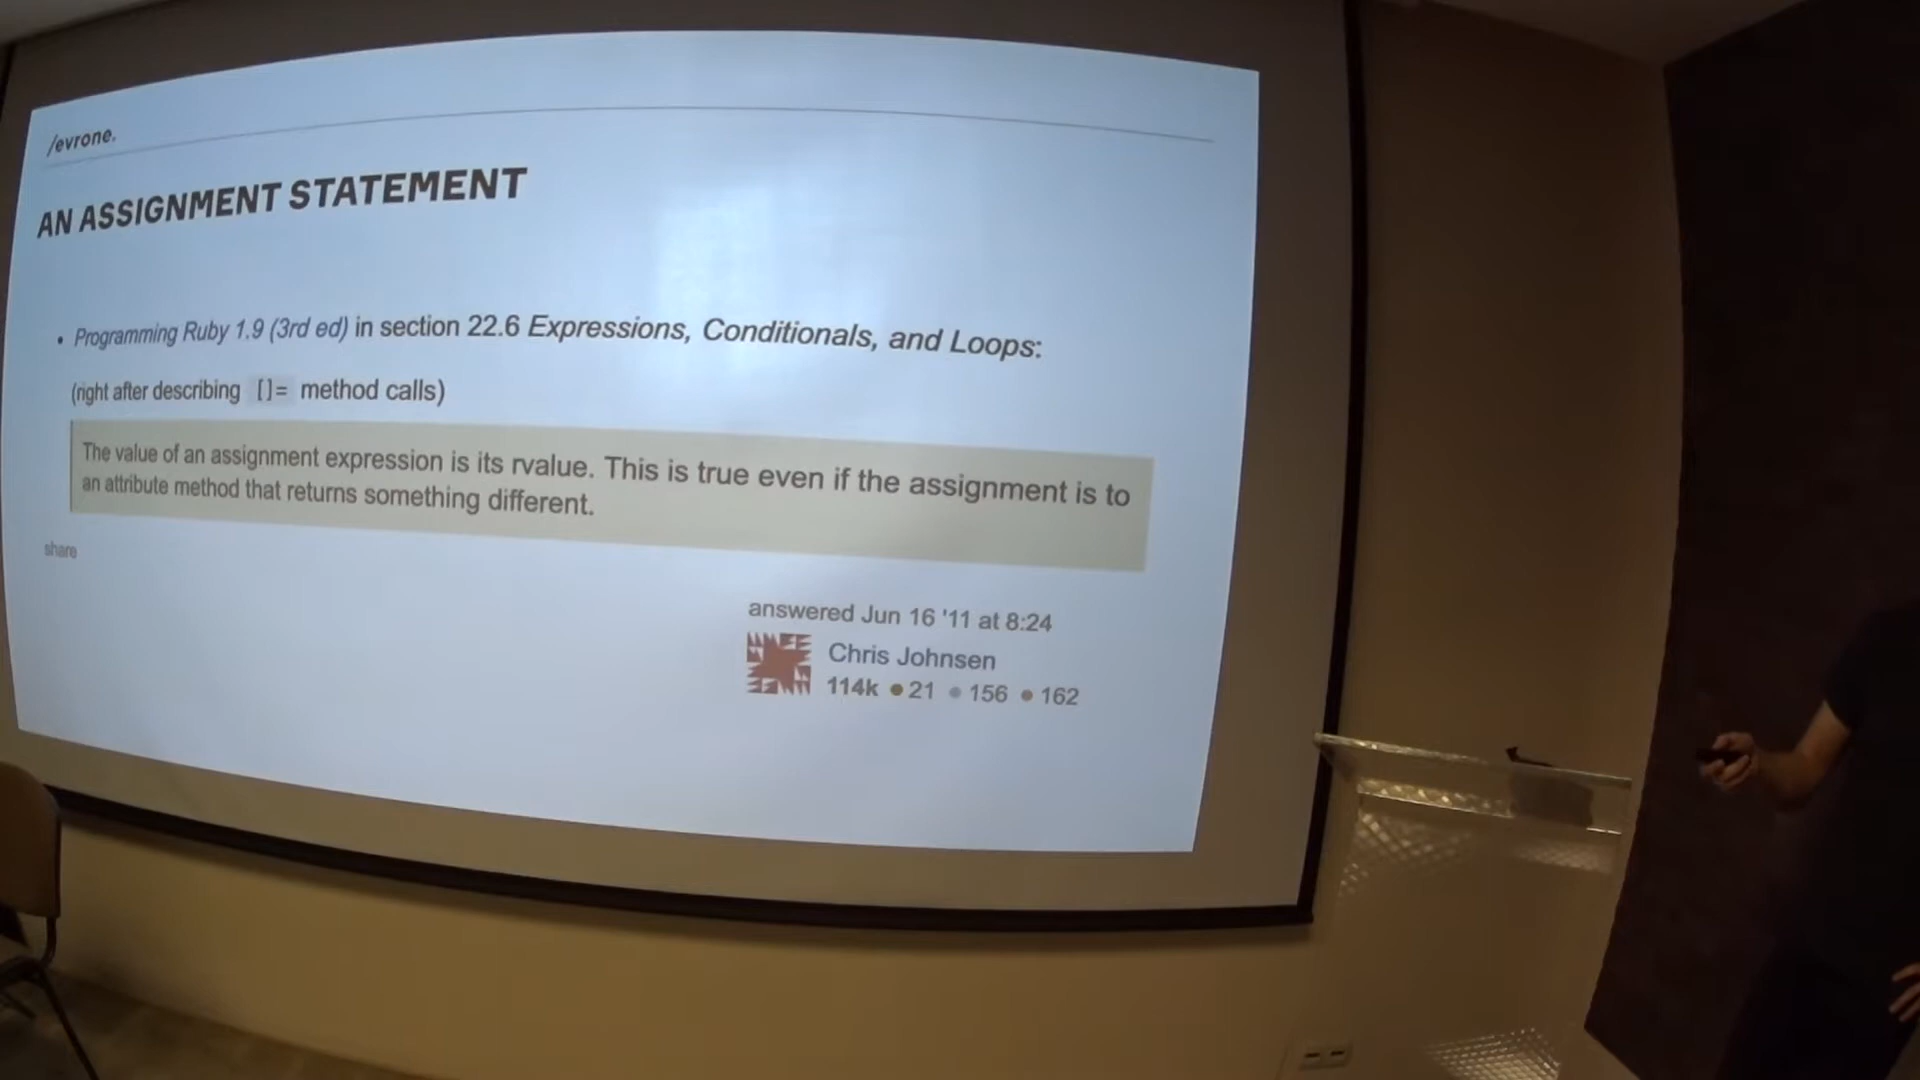 /evrone.
AN ASSIGNMENT STATEMENT
• Programming Ruby 1.9 (3rd ed) in section 22.6 Expressions, Conditionals, and Loops:
(right after describing []= method calls)
The value of an assignment expression is its rvalue. This is true even if the assignment is to
an attribute method that returns something different.
share
answered Jun 16 '11 at 8:24
Chris Johnsen
114k ● 21 ● 156 ● 162